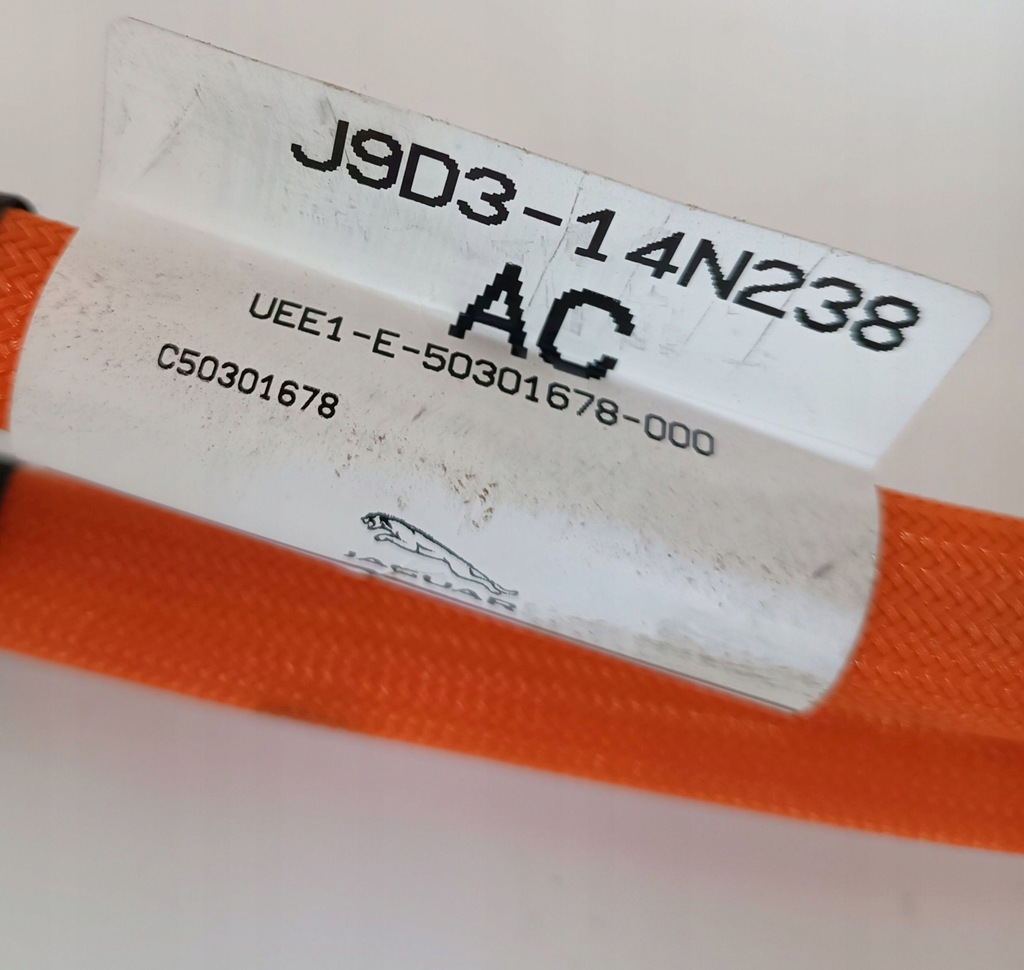 J9D3-14N238
AC
UEE1-E-50301678-000
C50301678
JAGUAR